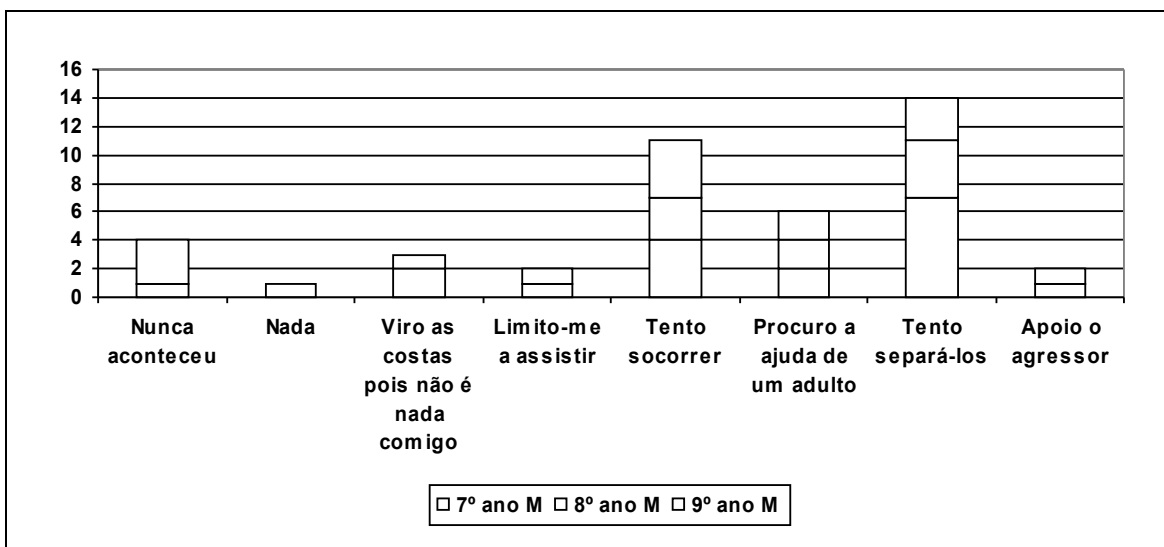 16
14
12
10
8
6
4
2
0
Nunca
aconteceu
Nada
Viro as
costas
pois não é
nada
comigo
Limito-me
a assistir
Tento
socorrer
Procuro a
ajuda de
um adulto
Tento
separá-los
Apoio o
agressor
7º ano M 8º ano M 9º ano M